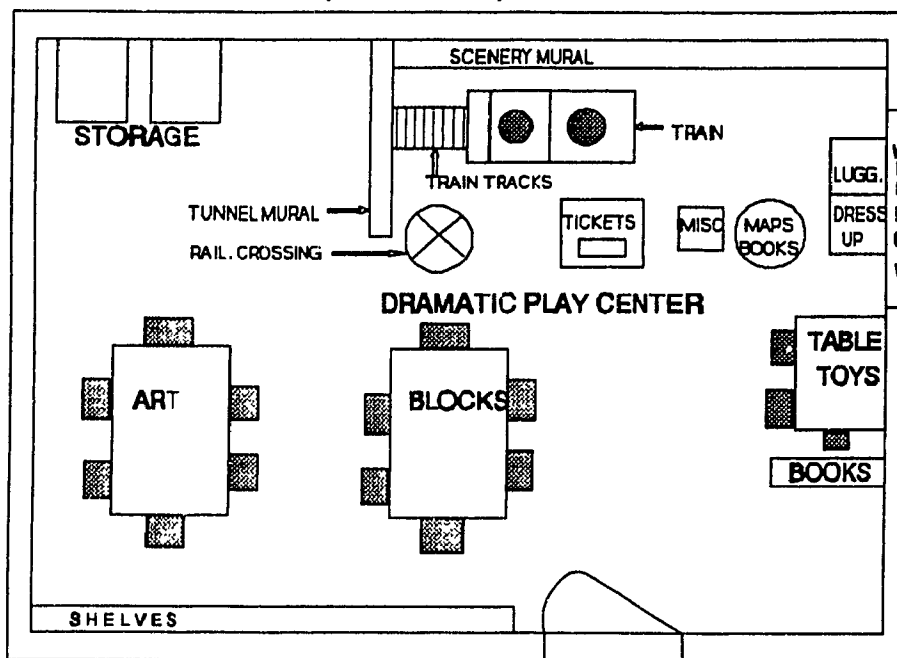 SCENERY MURAL
STORAGE
TRAIN
TRAIN TRACKS
LUGG.
TUNNEL MURAL
TICKETS
MISC
MAPS
BOOKS
DRESS
UP
RAIL. CROSSING
DRAMATIC PLAY CENTER
TABLE
TOYS
ART
BLOCKS
BOOKS
SHELVES